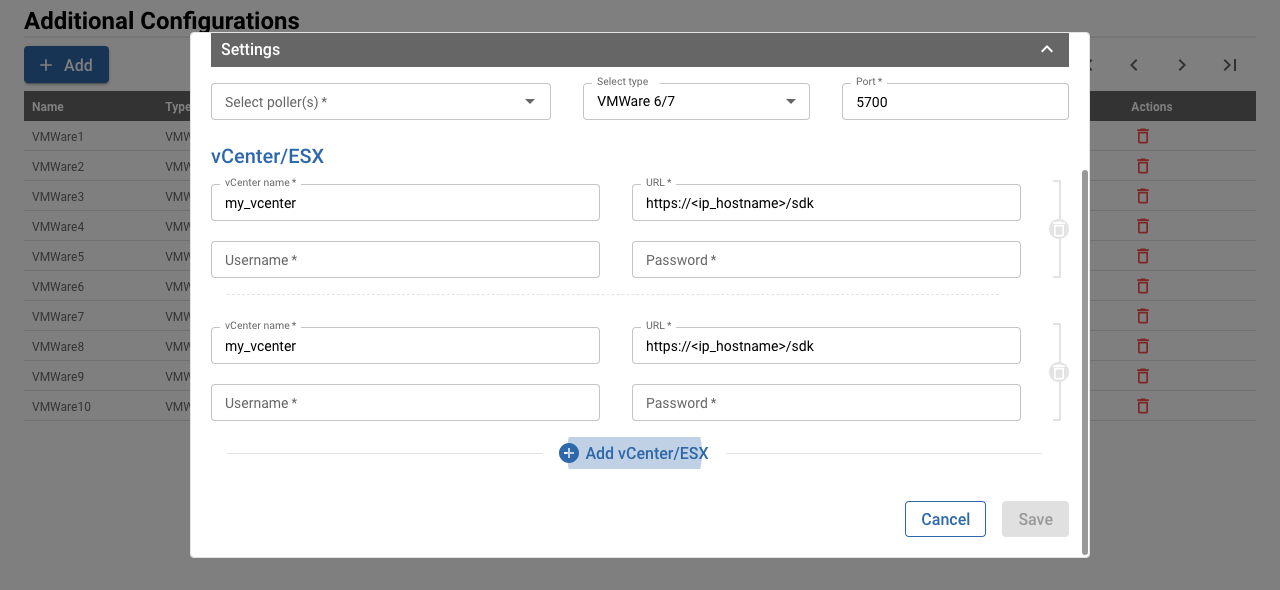 Additional Configurations
Add
Name Type Actions
Settings
Select poller(s) *
Select type
VMWare 6/7
Port *
5700
vCenter/ESX
vCenter name *
my_vcenter
URL *
https://<ip_hostname>/sdk
Username *
Password *
vCenter name *
my_vcenter
URL *
https://<ip_hostname>/sdk
Username *
Password *
Add vCenter/ESX
Cancel
Save
VMWare1 VMW
VMWare2 VMW
VMWare3 VMW
VMWare4 VMW
VMWare5 VMW
VMWare6 VMW
VMWare7 VMW
VMWare8 VMW
VMWare9 VMW
VMWare10 VMW